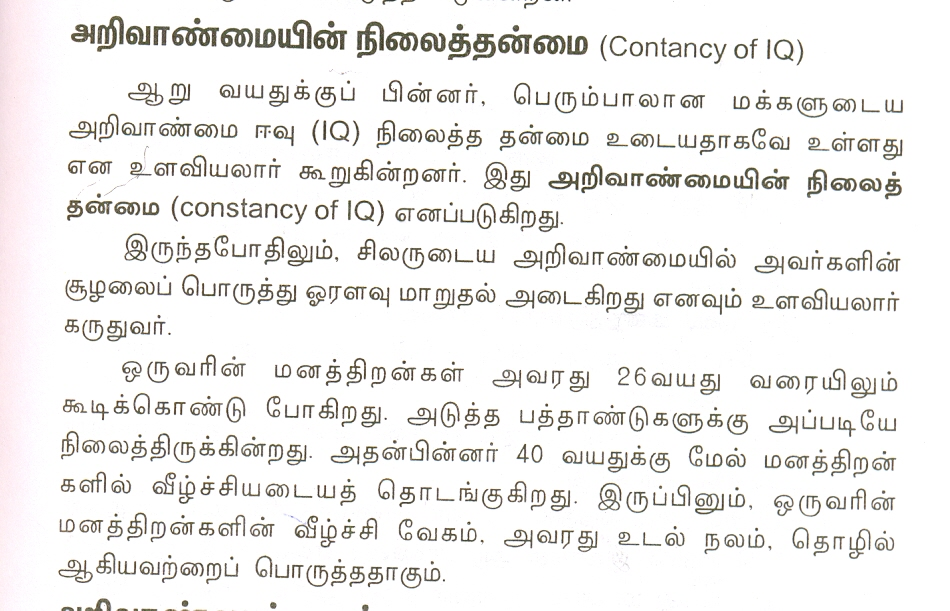 அறிவாண்மையின் நிலைத்தன்மை (Contancy of IQ)
ஆறு வயதுக்குப் பின்னர், பெரும்பாலான மக்களுடைய
அறிவாண்மை ஈவு (IQ) நிலைத்த தன்மை உடையதாகவே உள்ளது
என உளவியலார் கூறுகின்றனர். இது அறிவாண்மையின் நிலைத்
தன்மை (constancy of IQ) எனப்படுகிறது.
இருந்தபோதிலும், சிலருடைய அறிவாண்மையில் அவர்களின்
சூழலைப் பொருத்து ஓரளவு மாறுதல் அடைகிறது எனவும் உளவியலார்
கருதுவர்.
ஒருவரின் மனத்திறன்கள் அவரது 26வயது வரையிலும்
கூடிக்கொண்டு போகிறது. அடுத்த பத்தாண்டுகளுக்கு அப்படியே
நிலைத்திருக்கின்றது. அதன்பின்னர் 40 வயதுக்கு மேல் மனத்திறன்
களில் வீழ்ச்சியடையத் தொடங்குகிறது. இருப்பினும், ஒருவரின்
மனத்திறன்களின் வீழ்ச்சி வேகம், அவரது உடல் நலம், தொழில்
ஆகியவற்றைப் பொருத்ததாகும்.